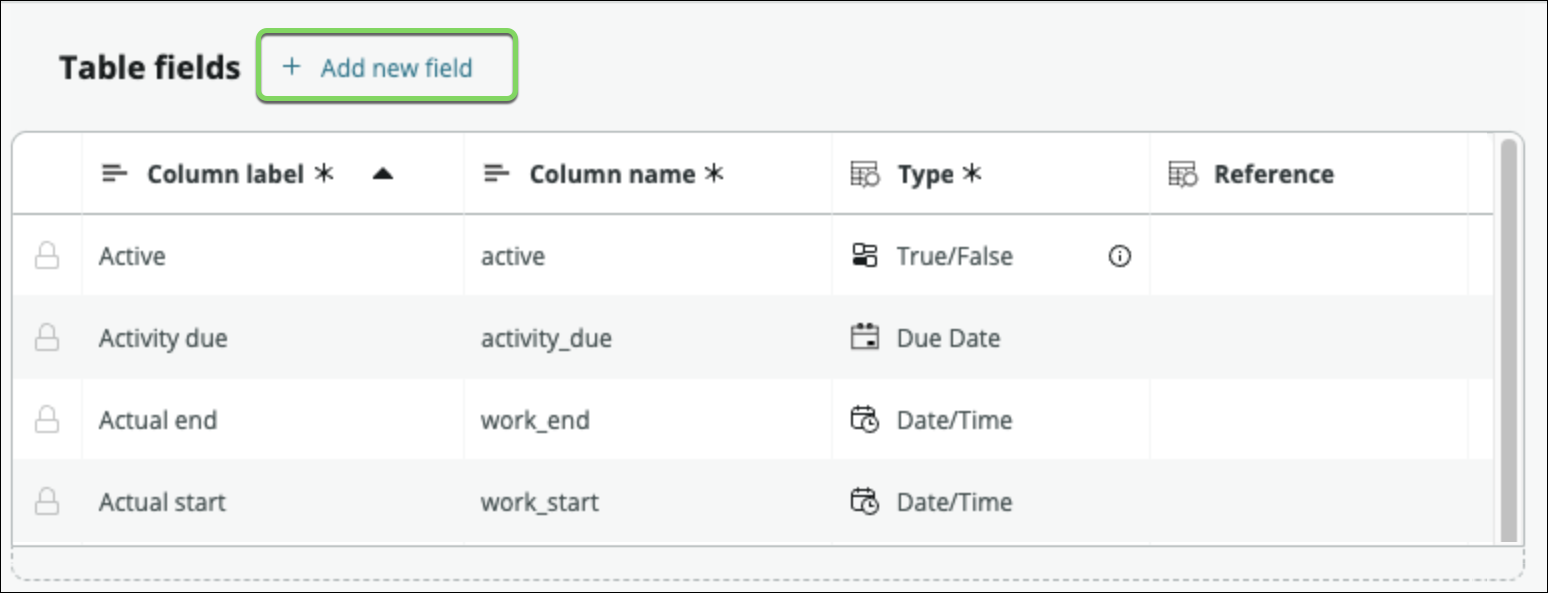 Table fields + Add new field
Column label * Column name * Type * Reference
Active active True/False
Activity due activity_due Due Date
Actual end work_end Date/Time
Actual start work_start Date/Time